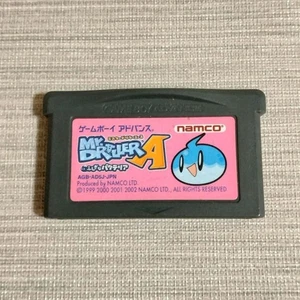 ゲームボーイ アドバンス®
namco®
MR. DRILLER A
AGB-AD6J-JPN
Produced by NAMCO LTD
©1999 2000 2001 2002 NAMCO LTD., ALL RIGHTS RESERVED